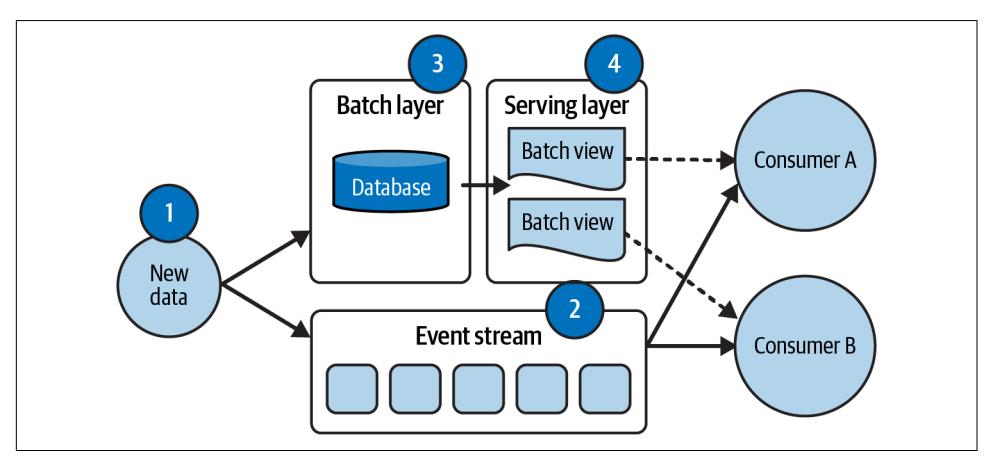 3
4
Batch layer
Serving layer
Database
Batch view
Batch view
Consumer A
1
New
data
2
Event stream
Consumer B